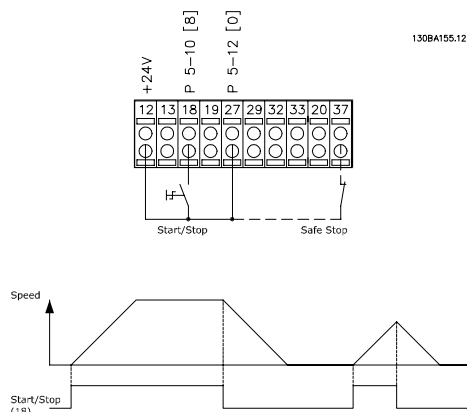 130BA155.12
+24V
P 5-10 [8]
P 5-12 [0]
12 13 18 19 27 29 32 33 20 37
Start/Stop
Safe Stop
Speed
Start/Stop
(18)